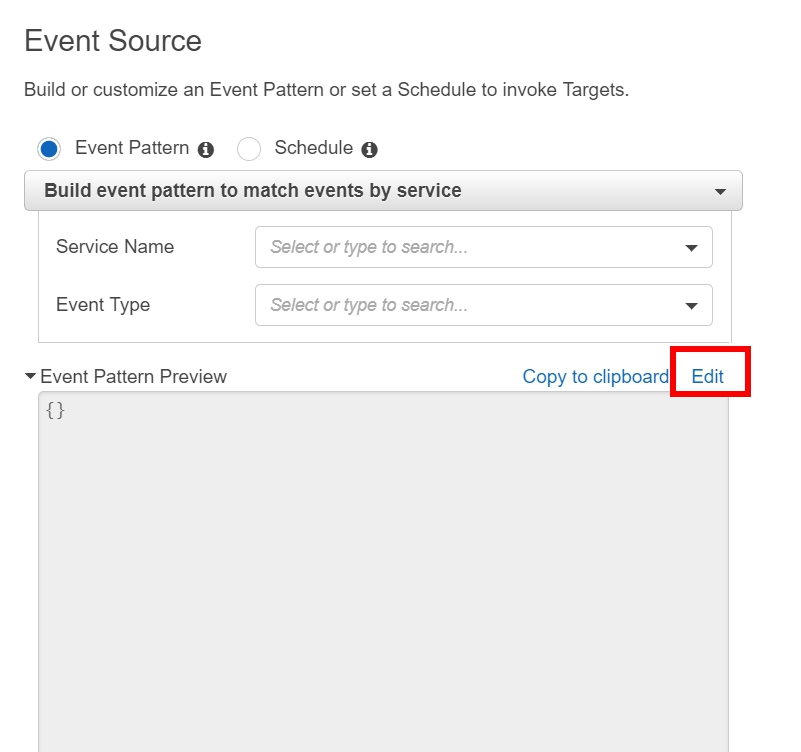 Event Source
Build or customize an Event Pattern or set a Schedule to invoke Targets.
Event Pattern Schedule
Build event pattern to match events by service
Service Name Select or type to search...
Event Type Select or type to search...
Event Pattern Preview Copy to clipboard Edit
{}